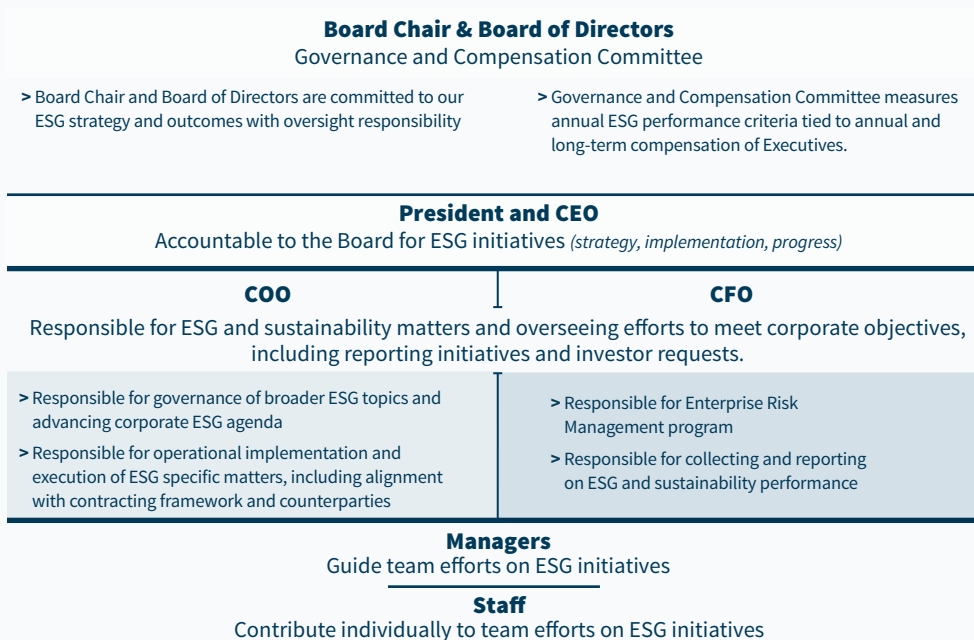 Board Chair & Board of Directors
Governance and Compensation Committee
> Board Chair and Board of Directors are committed to our
ESG strategy and outcomes with oversight responsibility
> Governance and Compensation Committee measures
annual ESG performance criteria tied to annual and
long-term compensation of Executives.
President and CEO
Accountable to the Board for ESG initiatives (strategy, implementation, progress)
COO
CFO
Responsible for ESG and sustainability matters and overseeing efforts to meet corporate objectives,
including reporting initiatives and investor requests.
> Responsible for governance of broader ESG topics and
advancing corporate ESG agenda
> Responsible for operational implementation and
execution of ESG specific matters, including alignment
with contracting framework and counterparties
> Responsible for Enterprise Risk
Management program
> Responsible for collecting and reporting
on ESG and sustainability performance
Managers
Guide team efforts on ESG initiatives
Staff
Contribute individually to team efforts on ESG initiatives